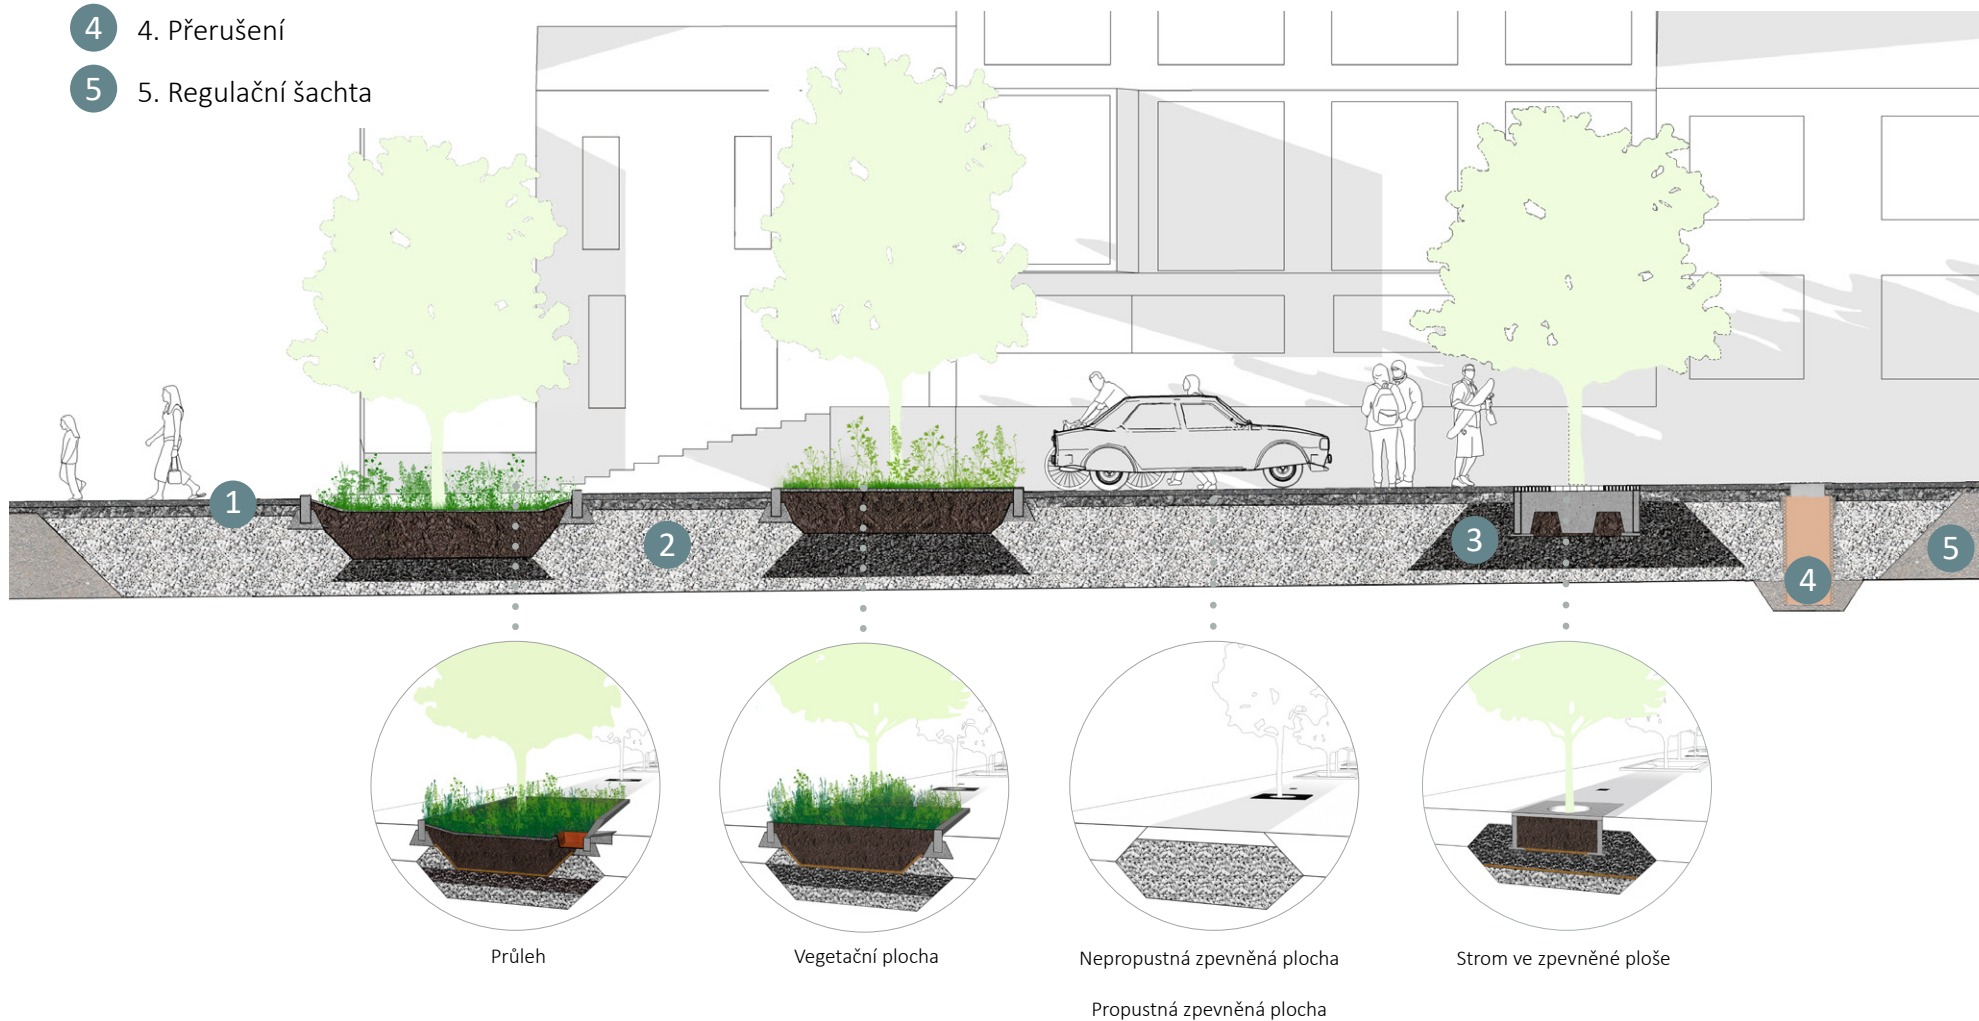 4 4. Přerušení
5 5. Regulační šachta
1
2
3
4
5
Průleh
Vegetační plocha
Nepropustná zpevněná plocha
Strom ve zpevněné ploše
Propustná zpevněná plocha